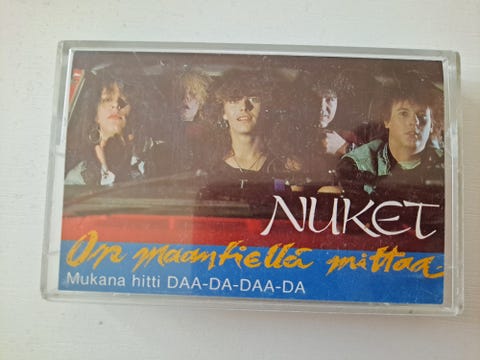 NUKET
On maantiellä mittaa
Mukana hitti DAA-DA-DAA-DA